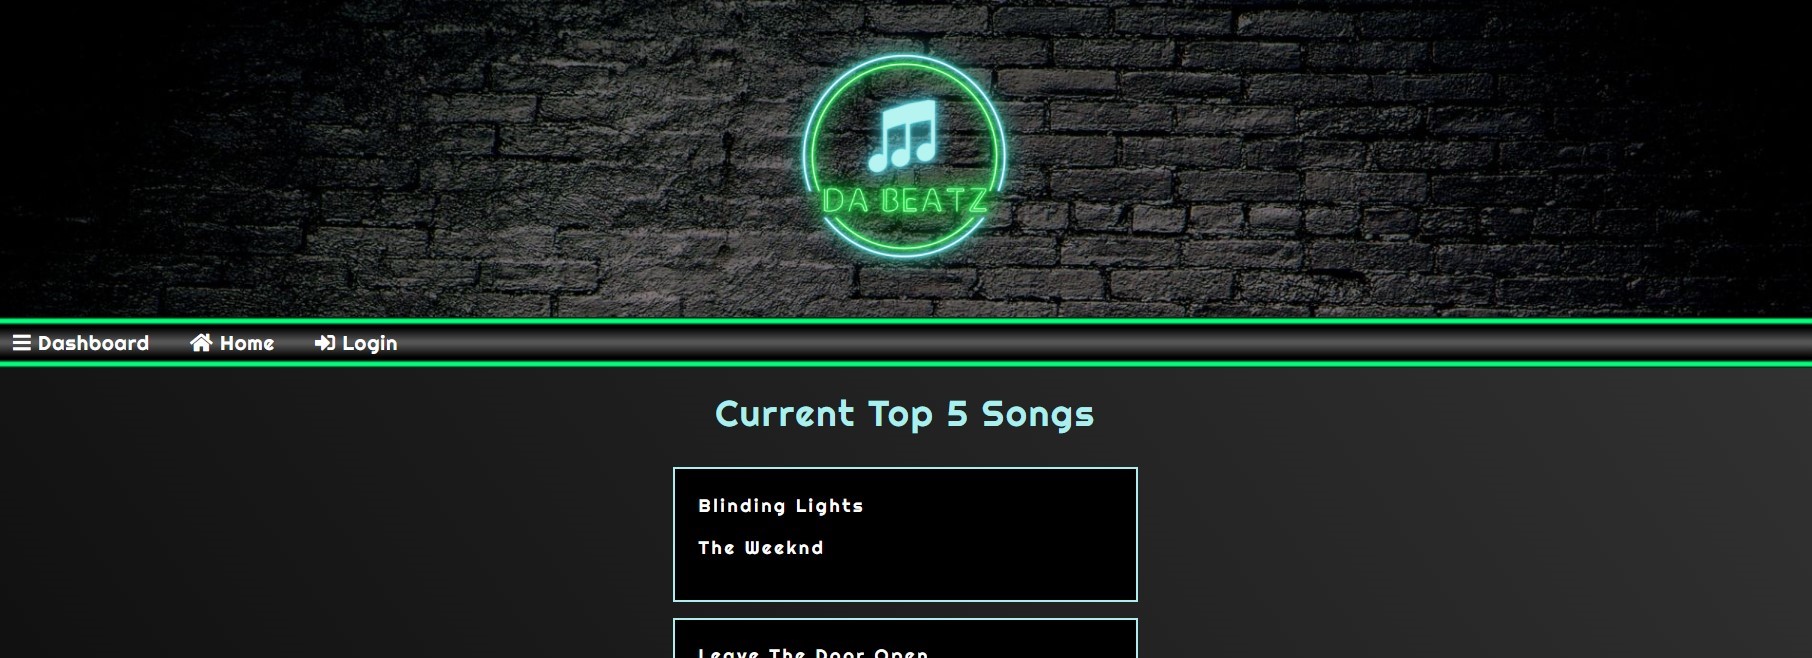 DA BEATZ
Dashboard Home Login
Current Top 5 Songs
Blinding Lights
The Weeknd
Leave The Door Open